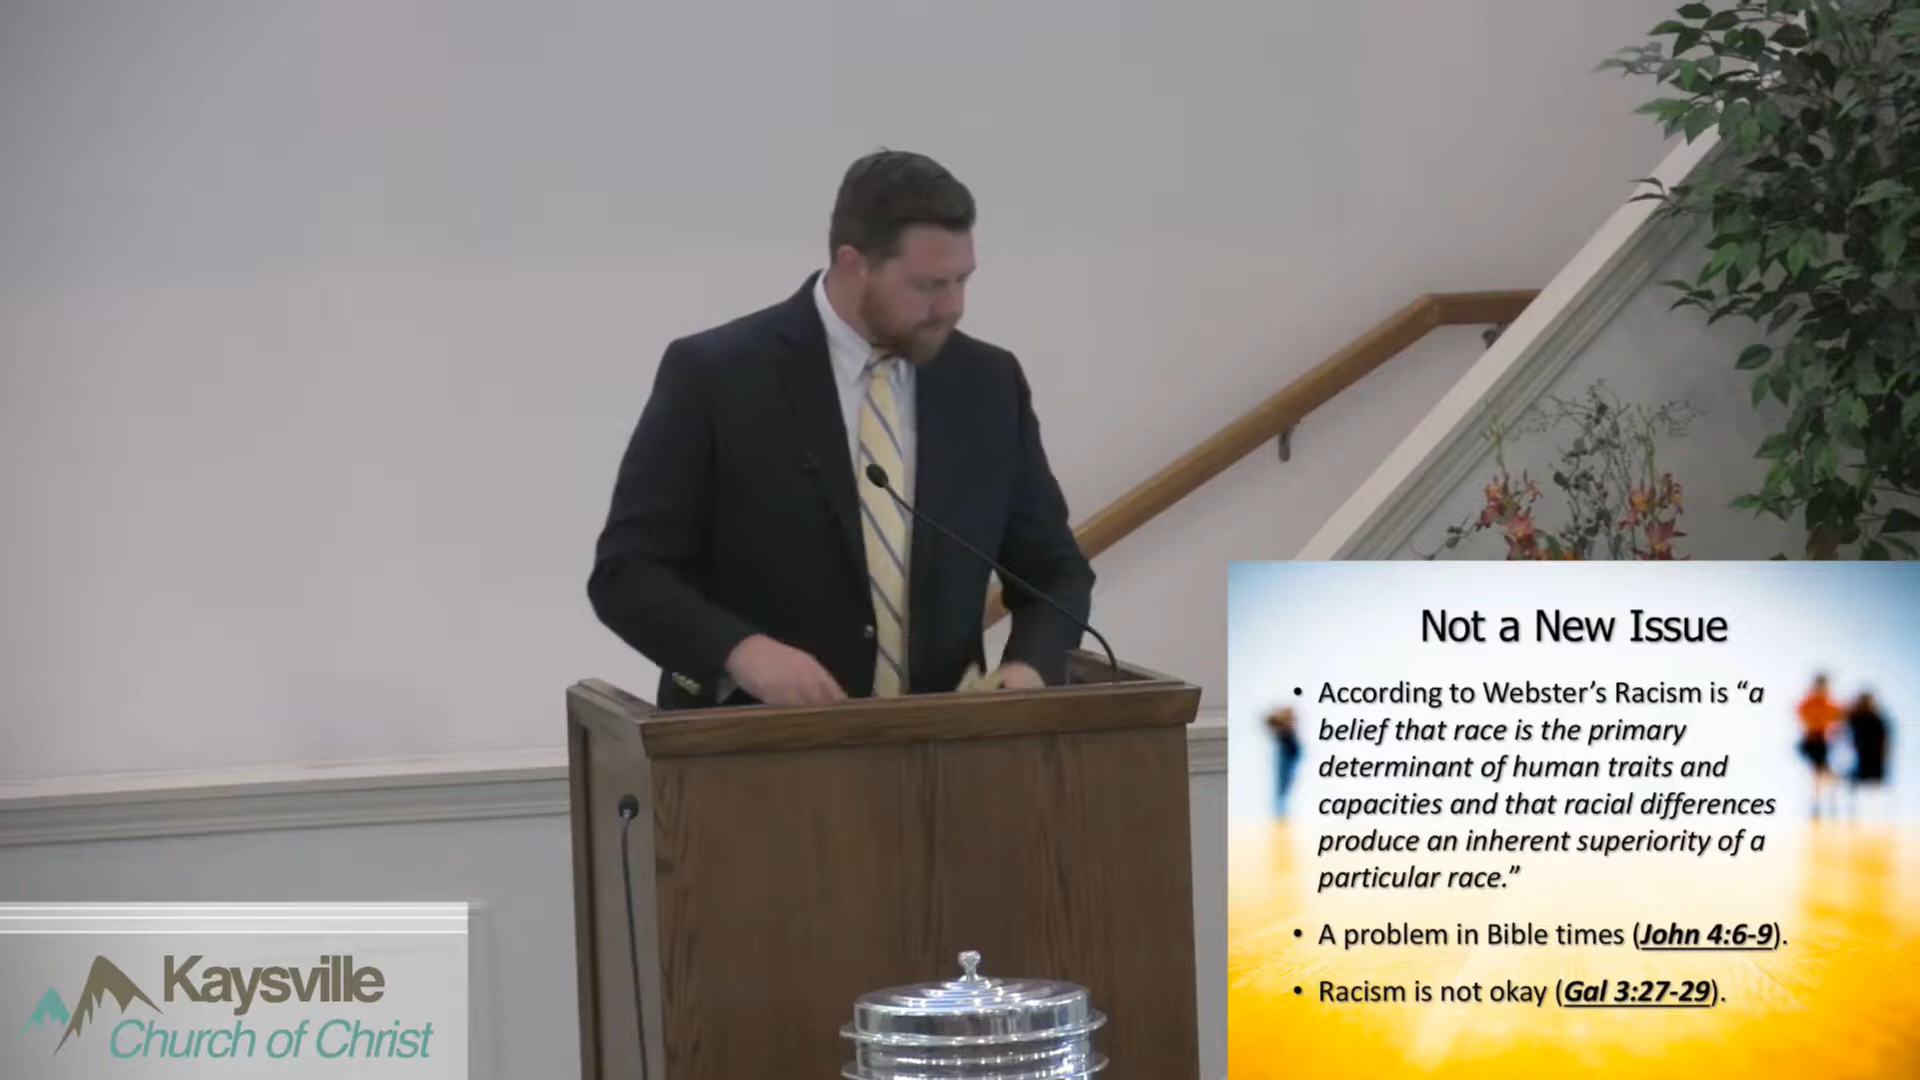 Not a New Issue
• According to Webster's Racism is "a
belief that race is the primary
determinant of human traits and
capacities and that racial differences
produce an inherent superiority of a
particular race."
• A problem in Bible times (John 4:6-9).
• Racism is not okay (Gal 3:27-29).
Kaysville
Church of Christ